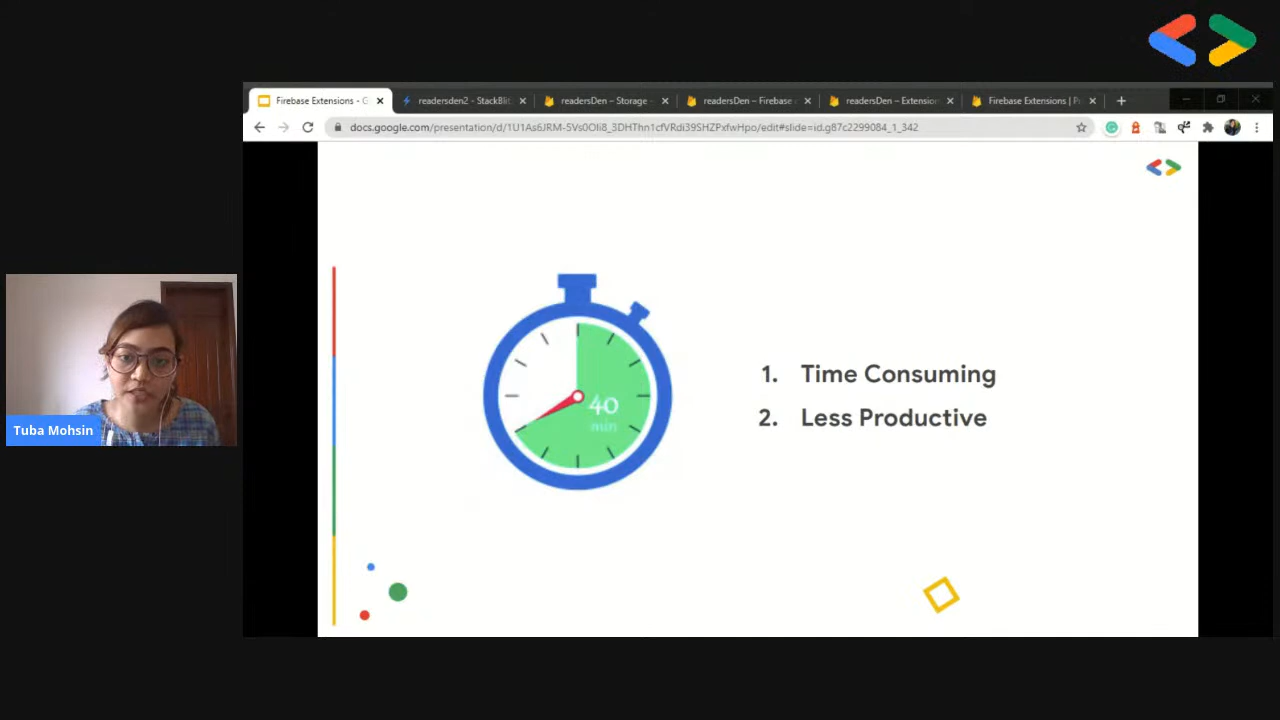 Firebase Extensions - G
readersden2 - StackBlit
readersDen – Storage -
readersDen – Firebase
readersDen – Extension
Firebase Extensions | P
docs.google.com/presentation/d/1U1As6JRM-SVs0Oli8_3DHThn1cfVRdi39SHZPxfwHpo/edit#slide=id.g87c2299084_1_342
40
min
1. Time Consuming
2. Less Productive
Tuba Mohsin